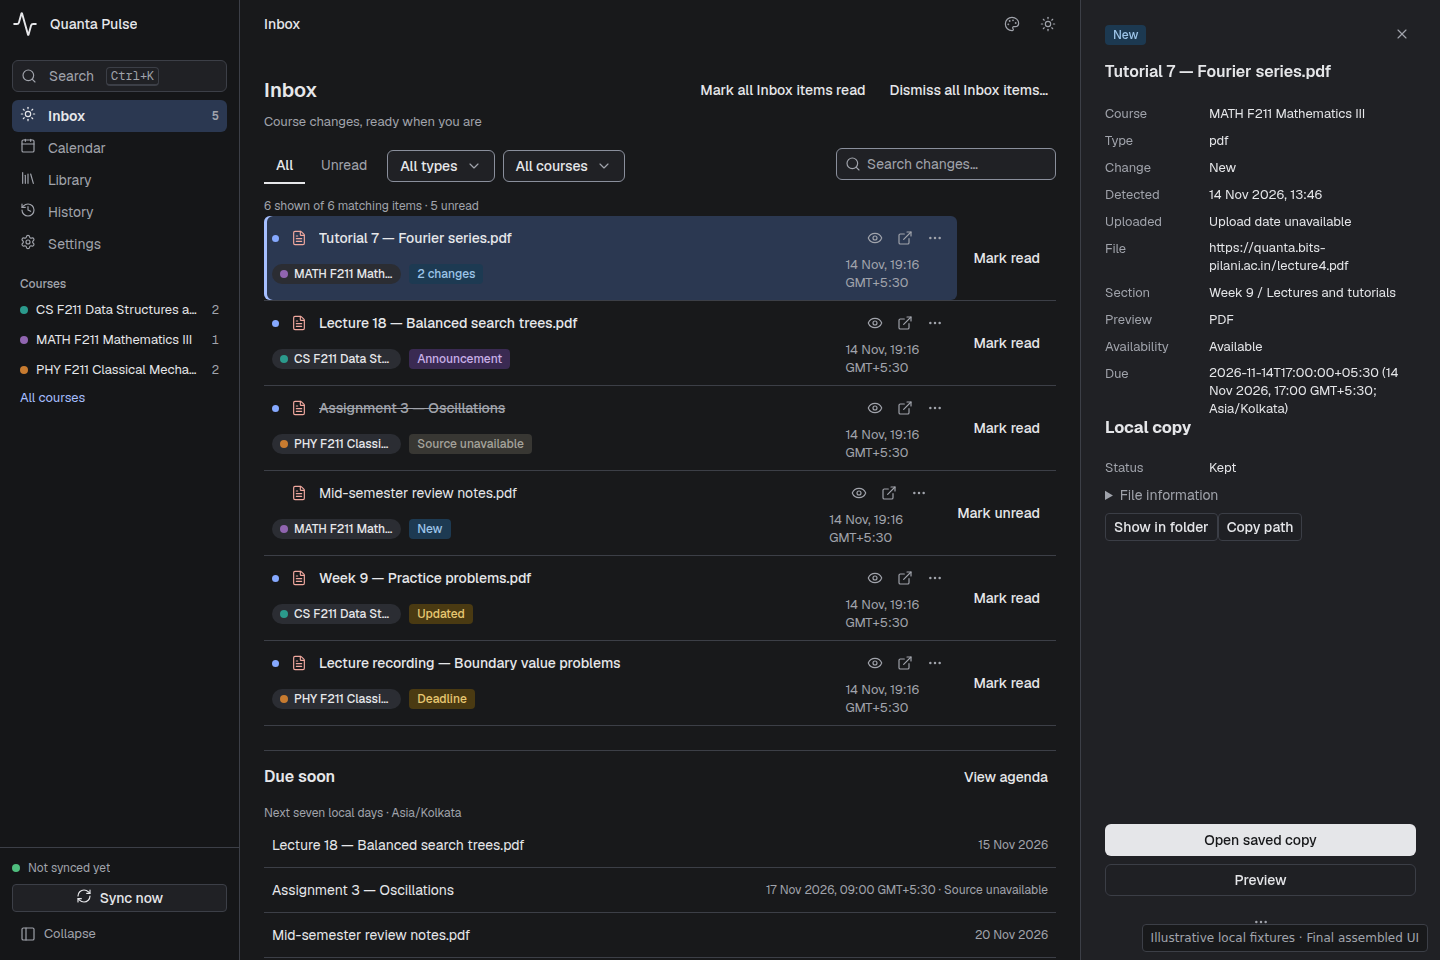 Quanta Pulse
Search Ctrl+K
Inbox 5
Calendar
Library
History
Settings
Courses
CS F211 Data Structures a... 2
MATH F211 Mathematics III 1
PHY F211 Classical Mecha... 2
All courses
Not synced yet
Sync now
Collapse
Inbox
Inbox
Mark all Inbox items read Dismiss all Inbox items...
Course changes, ready when you are
All Unread All types All courses Search changes...
6 shown of 6 matching items · 5 unread
Tutorial 7 — Fourier series.pdf
MATH F211 Math... 2 changes
14 Nov, 19:16
GMT+5:30
Mark read
Lecture 18 — Balanced search trees.pdf
CS F211 Data St... Announcement
14 Nov, 19:16
GMT+5:30
Mark read
Assignment 3 — Oscillations
PHY F211 Classi... Source unavailable
14 Nov, 19:16
GMT+5:30
Mark read
Mid-semester review notes.pdf
MATH F211 Math... New
14 Nov, 19:16
GMT+5:30
Mark unread
Week 9 — Practice problems.pdf
CS F211 Data St... Updated
14 Nov, 19:16
GMT+5:30
Mark read
Lecture recording — Boundary value problems
PHY F211 Classi... Deadline
14 Nov, 19:16
GMT+5:30
Mark read
Due soon View agenda
Next seven local days · Asia/Kolkata
Lecture 18 — Balanced search trees.pdf 15 Nov 2026
Assignment 3 — Oscillations 17 Nov 2026, 09:00 GMT+5:30 · Source unavailable
Mid-semester review notes.pdf 20 Nov 2026
New
Tutorial 7 — Fourier series.pdf
Course MATH F211 Mathematics III
Type pdf
Change New
Detected 14 Nov 2026, 13:46
Uploaded Upload date unavailable
File https://quanta.bits-
pilani.ac.in/lecture4.pdf
Section Week 9 / Lectures and tutorials
Preview PDF
Availability Available
Due 2026-11-14T17:00:00+05:30 (14
Nov 2026, 17:00 GMT+5:30;
Asia/Kolkata)
Local copy
Status Kept
File information
Show in folder Copy path
Open saved copy
Preview
Illustrative local fixtures · Final assembled UI